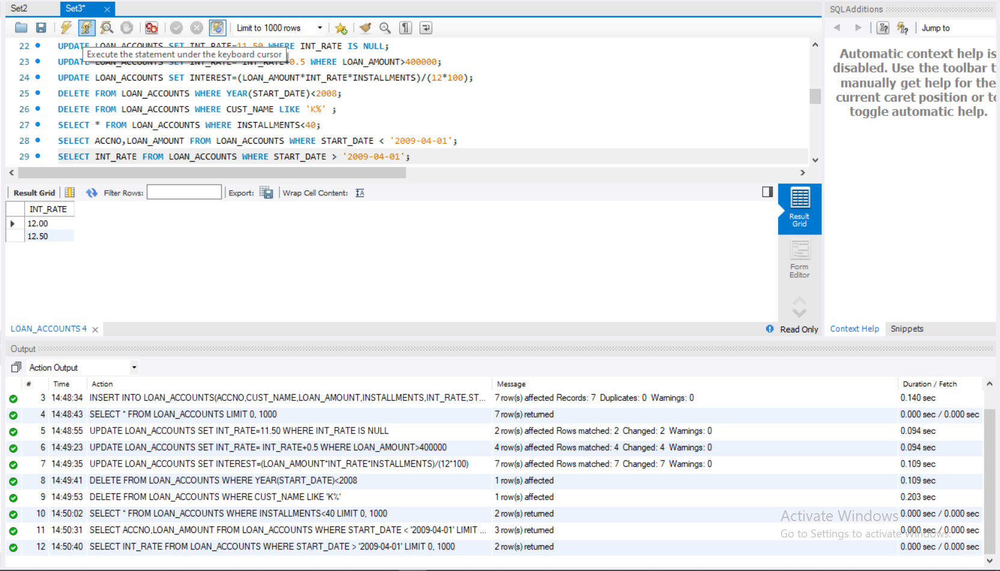 Set2
Set3*
SQLAdditions
Limit to 1000 rows
Jump to
22 UPDATE LOAN_ACCOUNTS SET INT_RATE=11.50 WHERE INT_RATE IS NULL;
Execute the statement under the keyboard cursor
23 UPDATE LOAN_ACCOUNTS SET INT_RATE= INT_RATE+0.5 WHERE LOAN_AMOUNT>400000;
24 UPDATE LOAN_ACCOUNTS SET INTEREST=(LOAN_AMOUNT*INT_RATE*INSTALLMENTS)/(12*100);
25 DELETE FROM LOAN_ACCOUNTS WHERE YEAR(START_DATE)<2008;
26 DELETE FROM LOAN_ACCOUNTS WHERE CUST_NAME LIKE 'K%' ;
27 SELECT * FROM LOAN_ACCOUNTS WHERE INSTALLMENTS<40;
28 SELECT ACCNO,LOAN_AMOUNT FROM LOAN_ACCOUNTS WHERE START_DATE < '2009-04-01';
29 SELECT INT_RATE FROM LOAN_ACCOUNTS WHERE START_DATE > '2009-04-01';
Automatic context help is
disabled. Use the toolbar t
manually get help for the
current caret position or to
toggle automatic help.
Result Grid
Filter Rows:
Export:
Wrap Cell Content:
INT_RATE
12.00
12.50
Result
Grid
Form
Editor
LOAN_ACCOUNTS 4
Read Only
Context Help
Snippets
Output
Action Output
# Time Action Message Duration / Fetch
3 14:48:34 INSERT INTO LOAN_ACCOUNTS(ACCNO,CUST_NAME,LOAN_AMOUNT,INSTALLMENTS,INT_RATE,ST... 7 row(s) affected Records: 7 Duplicates: 0 Warnings: 0 0.140 sec
4 14:48:43 SELECT * FROM LOAN_ACCOUNTS LIMIT 0, 1000 7 row(s) returned 0.000 sec / 0.000 sec
5 14:48:55 UPDATE LOAN_ACCOUNTS SET INT_RATE=11.50 WHERE INT_RATE IS NULL 2 row(s) affected Rows matched: 2 Changed: 2 Warnings: 0 0.094 sec
6 14:49:23 UPDATE LOAN_ACCOUNTS SET INT_RATE= INT_RATE+0.5 WHERE LOAN_AMOUNT>400000 4 row(s) affected Rows matched: 4 Changed: 4 Warnings: 0 0.094 sec
7 14:49:35 UPDATE LOAN_ACCOUNTS SET INTEREST=(LOAN_AMOUNT*INT_RATE*INSTALLMENTS)/(12*100) 7 row(s) affected Rows matched: 7 Changed: 7 Warnings: 0 0.109 sec
8 14:49:41 DELETE FROM LOAN_ACCOUNTS WHERE YEAR(START_DATE)<2008 1 row(s) affected 0.109 sec
9 14:49:53 DELETE FROM LOAN_ACCOUNTS WHERE CUST_NAME LIKE 'K%' 1 row(s) affected 0.203 sec
10 14:50:02 SELECT * FROM LOAN_ACCOUNTS WHERE INSTALLMENTS<40 LIMIT 0, 1000 2 row(s) returned 0.000 sec / 0.000 sec
11 14:50:31 SELECT ACCNO,LOAN_AMOUNT FROM LOAN_ACCOUNTS WHERE START_DATE < '2009-04-01' LIMIT ... 3 row(s) returned 0.000 sec / 0.000 sec
12 14:50:40 SELECT INT_RATE FROM LOAN_ACCOUNTS WHERE START_DATE > '2009-04-01' LIMIT 0, 1000 2 row(s) returned 0.000 sec / 0.000 sec
Activate Windows
Go to Settings to activate Windows.